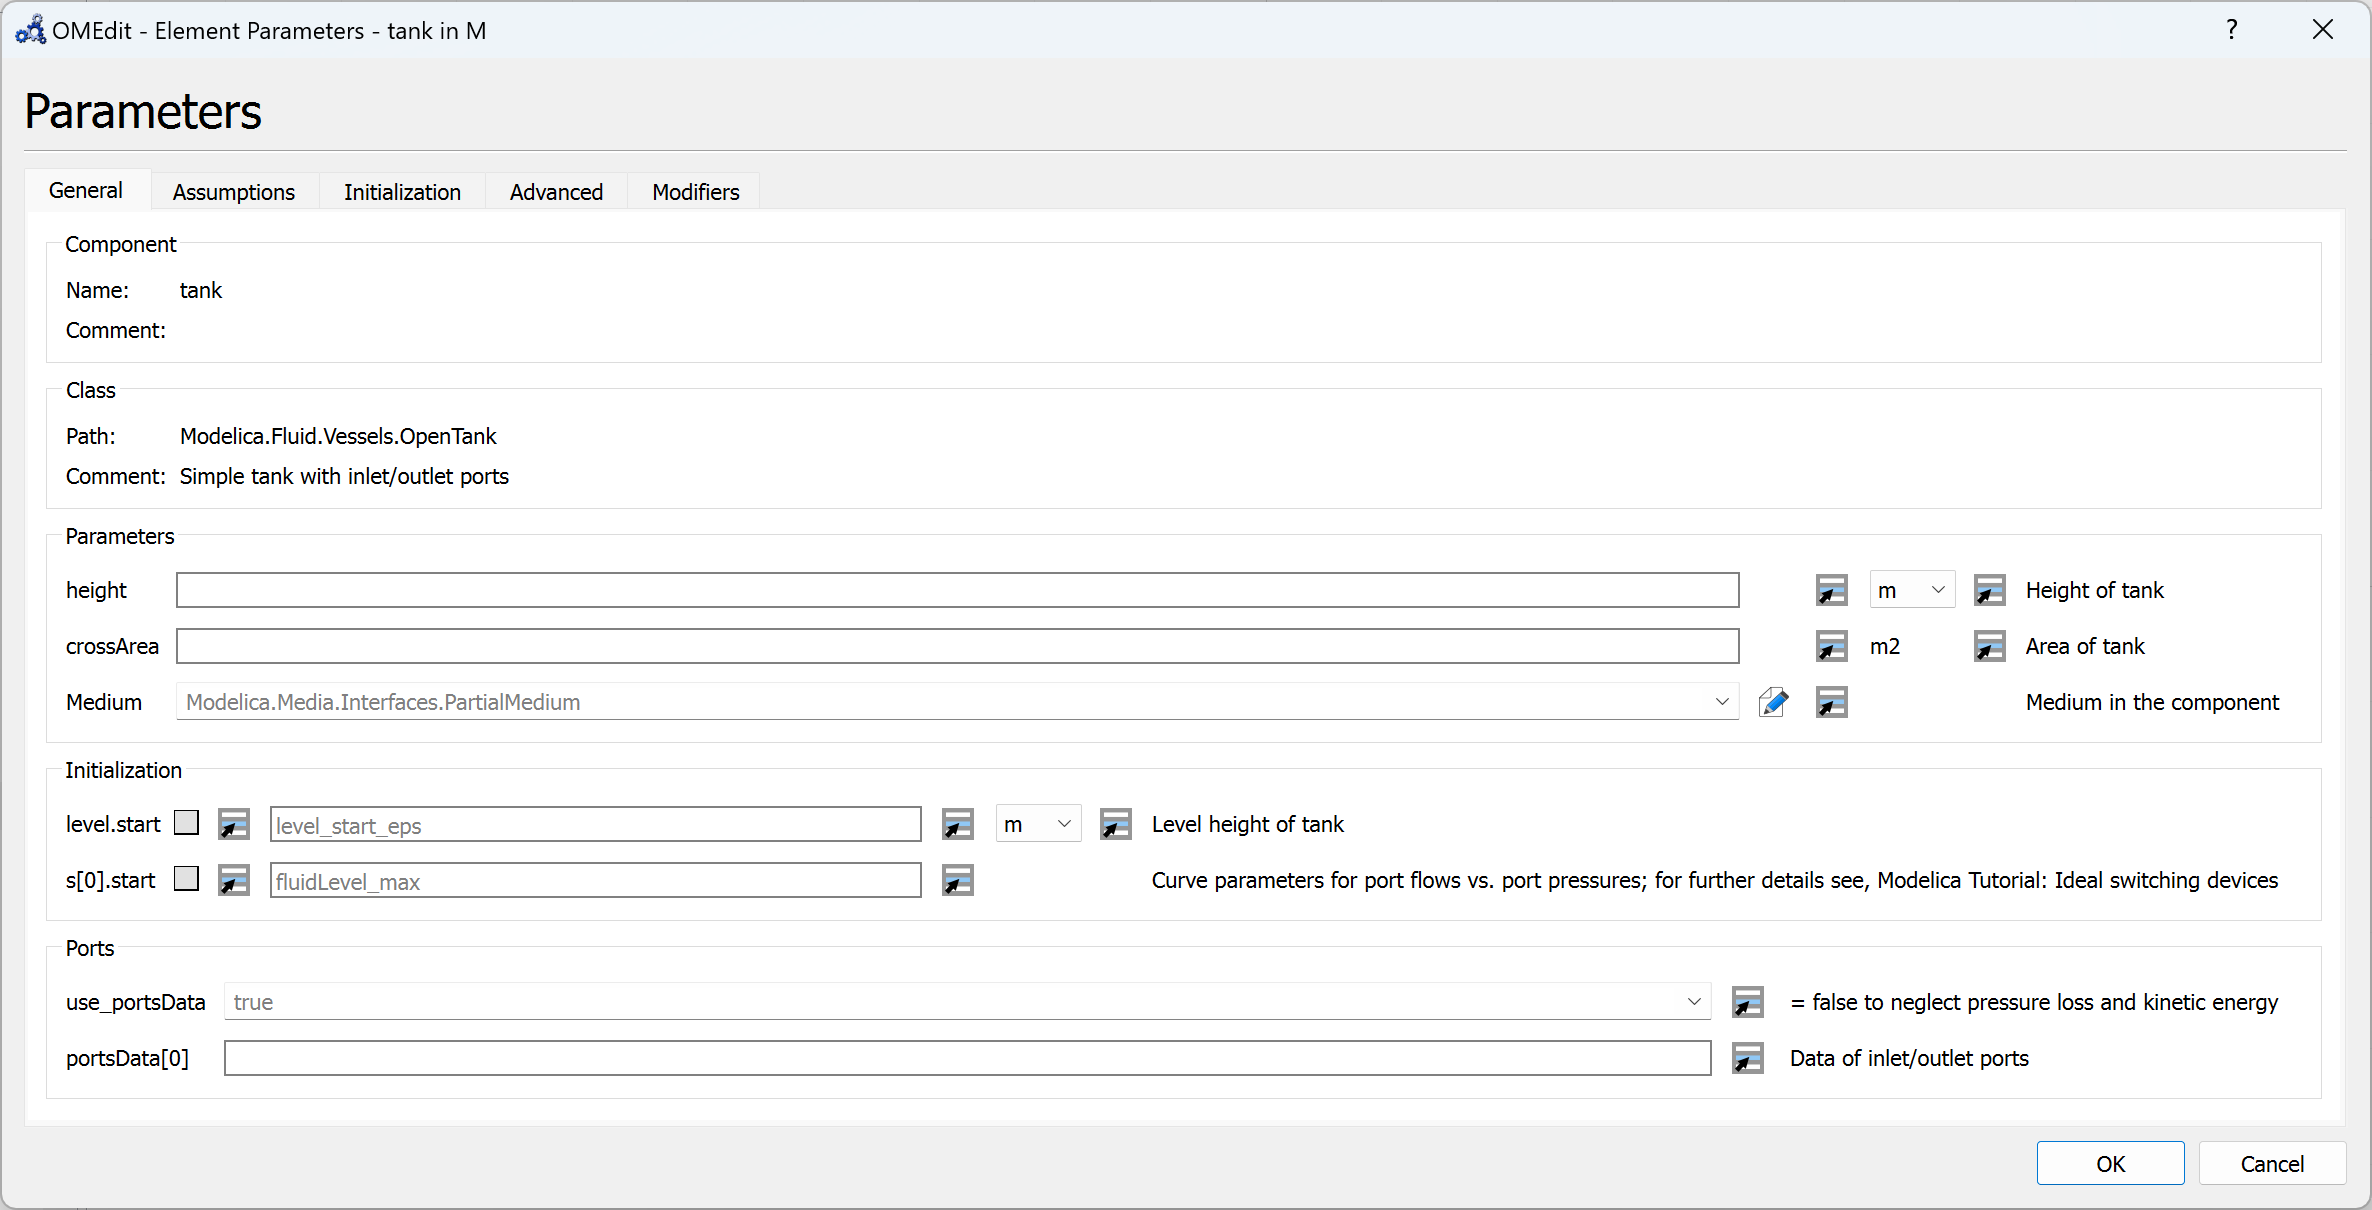 OMEdit - Element Parameters - tank in M
?
Parameters
General Assumptions Initialization Advanced Modifiers
Component
Name: tank
Comment:
Class
Path: Modelica.Fluid.Vessels.OpenTank
Comment: Simple tank with inlet/outlet ports
Parameters
height m Height of tank
crossArea m2 Area of tank
Medium Modelica.Media.Interfaces.PartialMedium Medium in the component
Initialization
level.start level_start_eps m Level height of tank
s[0].start fluidLevel_max Curve parameters for port flows vs. port pressures; for further details see, Modelica Tutorial: Ideal switching devices
Ports
use_portsData true = false to neglect pressure loss and kinetic energy
portsData[0] Data of inlet/outlet ports
OK Cancel